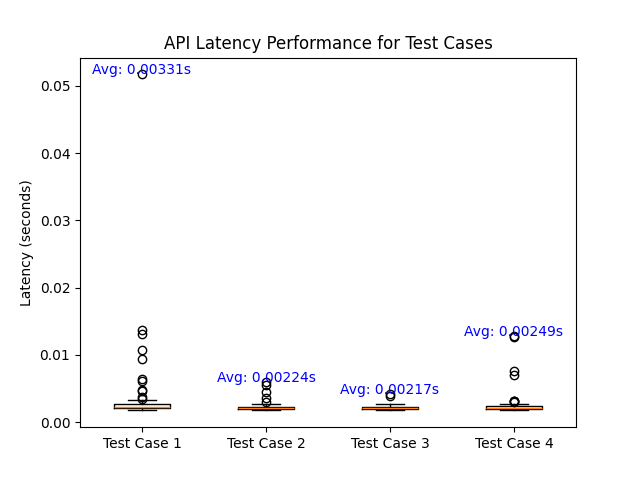 API Latency Performance for Test Cases
Latency (seconds)
0.05
0.04
0.03
0.02
0.01
0.00
Avg: 0.00331s
Avg: 0.00224s
Avg: 0.00217s
Avg: 0.00249s
Test Case 1
Test Case 2
Test Case 3
Test Case 4